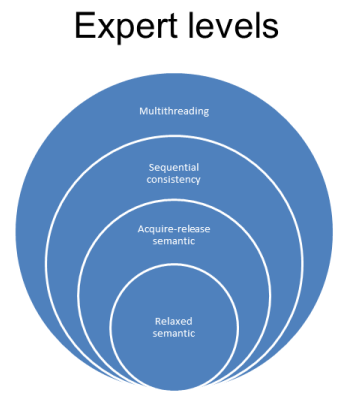 Expert levels
Multithreading
Sequential
consistency
Acquire-release
semantic
Relaxed
semantic